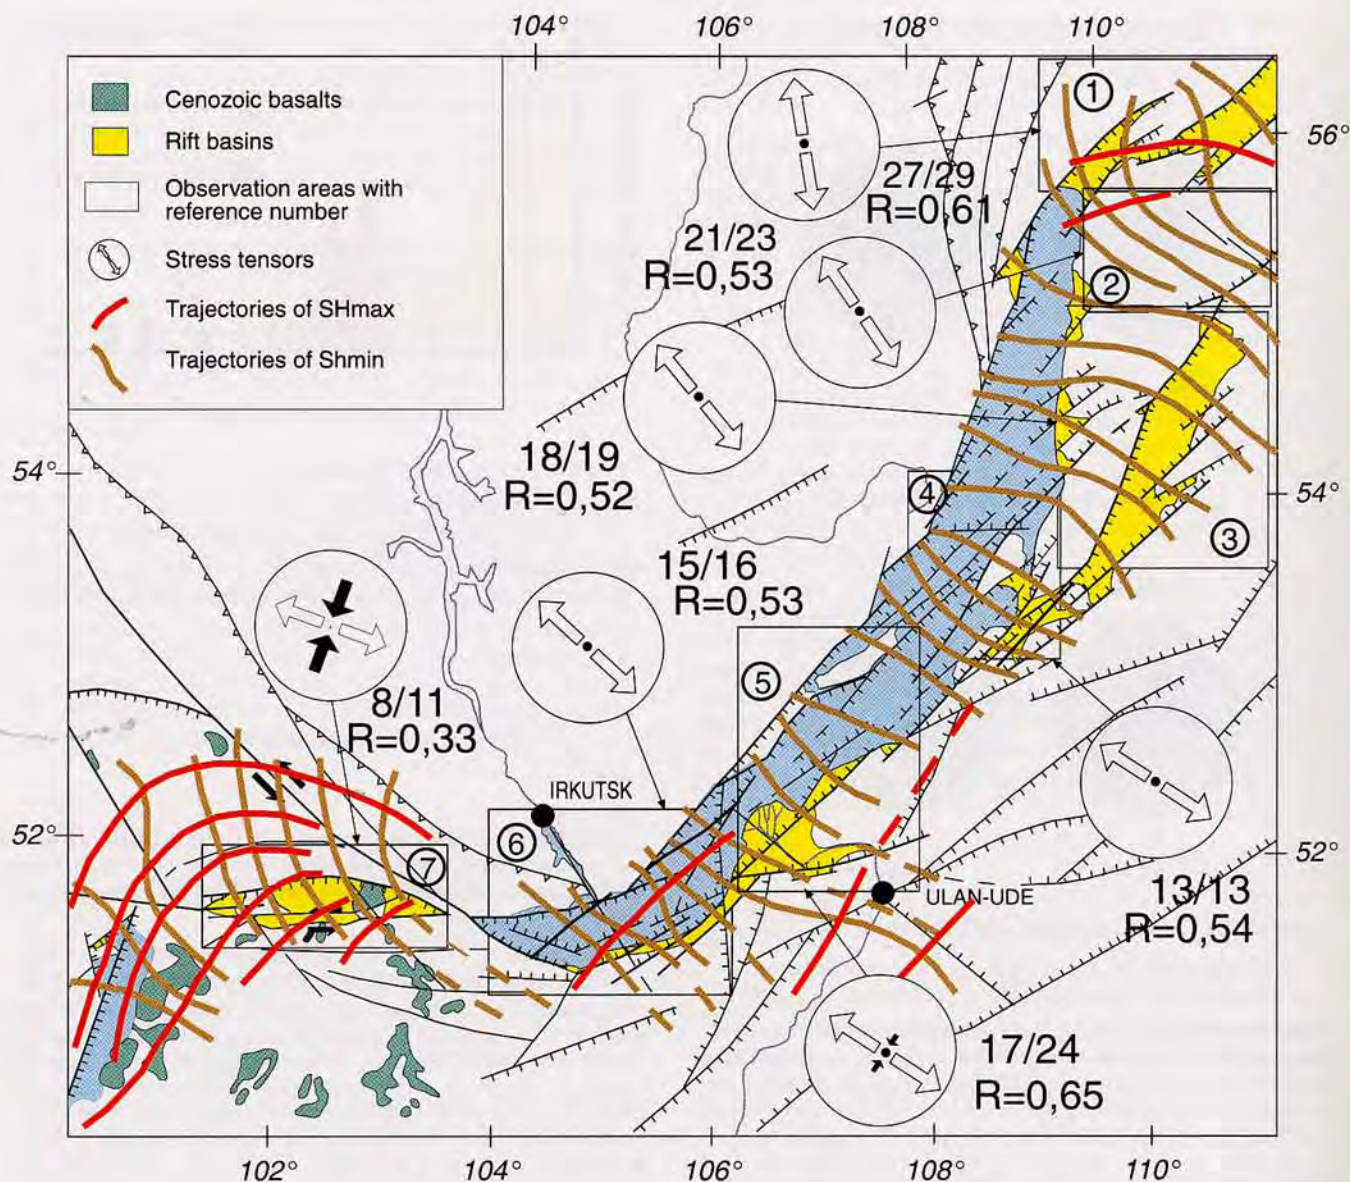 104° 106° 108° 110°
Cenozoic basalts
Rift basins
Observation areas with
reference number
Stress tensors
Trajectories of SHmax
Trajectories of Shmin
1
56°
27/29
R=0,61
21/23
R=0,53
2
18/19
R=0,52
54°
4
54°
3
15/16
R=0,53
8/11
R=0,33
5
IRKUTSK
52°
6
7
52°
ULAN-UDE
13/13
R=0,54
17/24
R=0,65
102° 104° 106° 108° 110°